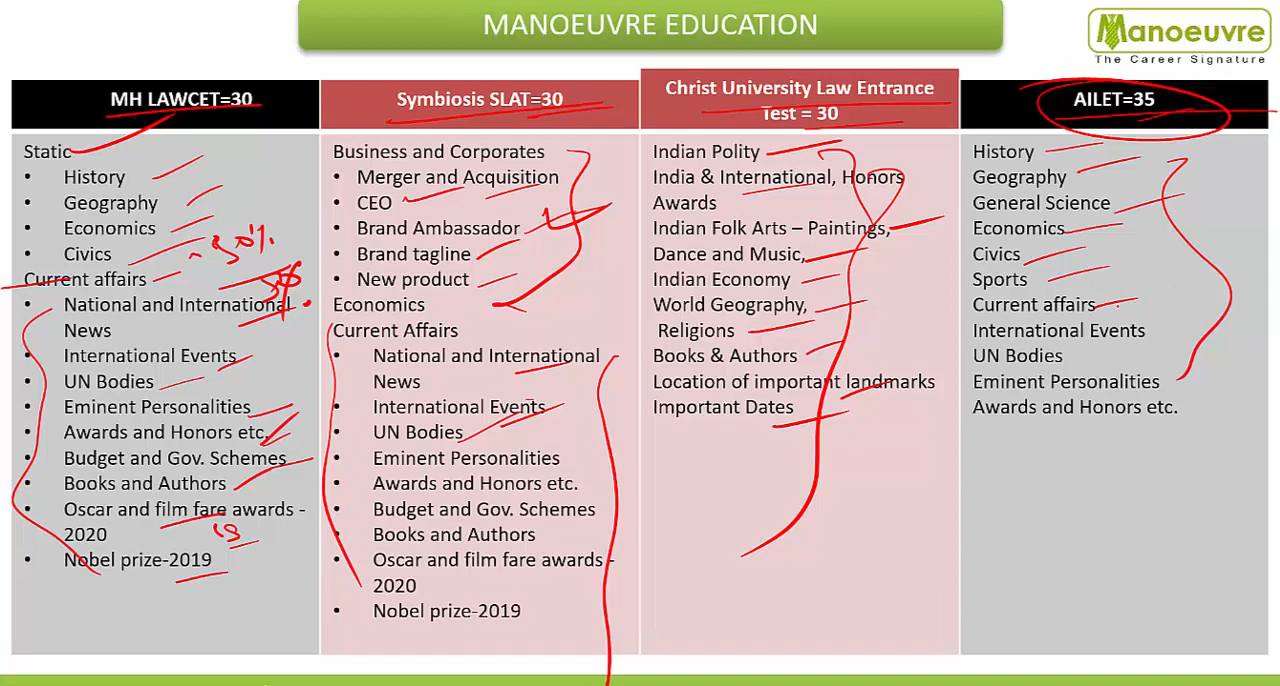 MANOEUVRE EDUCATION
Manoeuvre
The Career Signature
MH LAWCET=30
Static
• History
• Geography
• Economics
• Civics
50%
Current affairs
50%
• National and International
News
• International Events
• UN Bodies
• Eminent Personalities
• Awards and Honors etc.
• Budget and Gov. Schemes
• Books and Authors
• Oscar and film fare awards -
2020
• Nobel prize-2019
Symbiosis SLAT=30
Business and Corporates
• Merger and Acquisition
• CEO
• Brand Ambassador
• Brand tagline
• New product
Economics
Current Affairs
• National and International
News
• International Events
• UN Bodies
• Eminent Personalities
• Awards and Honors etc.
• Budget and Gov. Schemes
• Books and Authors
• Oscar and film fare awards -
2020
• Nobel prize-2019
Christ University Law Entrance
Test = 30
Indian Polity
India & International, Honors
Awards
Indian Folk Arts – Paintings,
Dance and Music,
Indian Economy
World Geography,
Religions
Books & Authors
Location of important landmarks
Important Dates
AILET=35
History
Geography
General Science
Economics
Civics
Sports
Current affairs
International Events
UN Bodies
Eminent Personalities
Awards and Honors etc.